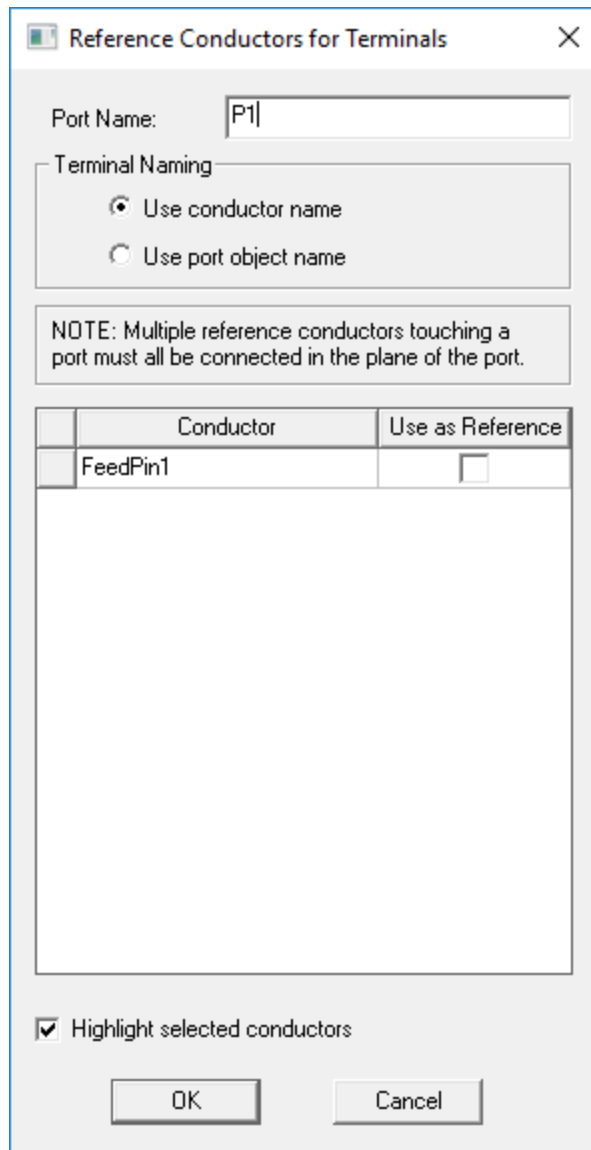 Reference Conductors for Terminals
Port Name: P1
Terminal Naming
Use conductor name
Use port object name
NOTE: Multiple reference conductors touching a
port must all be connected in the plane of the port.
Conductor Use as Reference
FeedPin1
Highlight selected conductors
OK Cancel